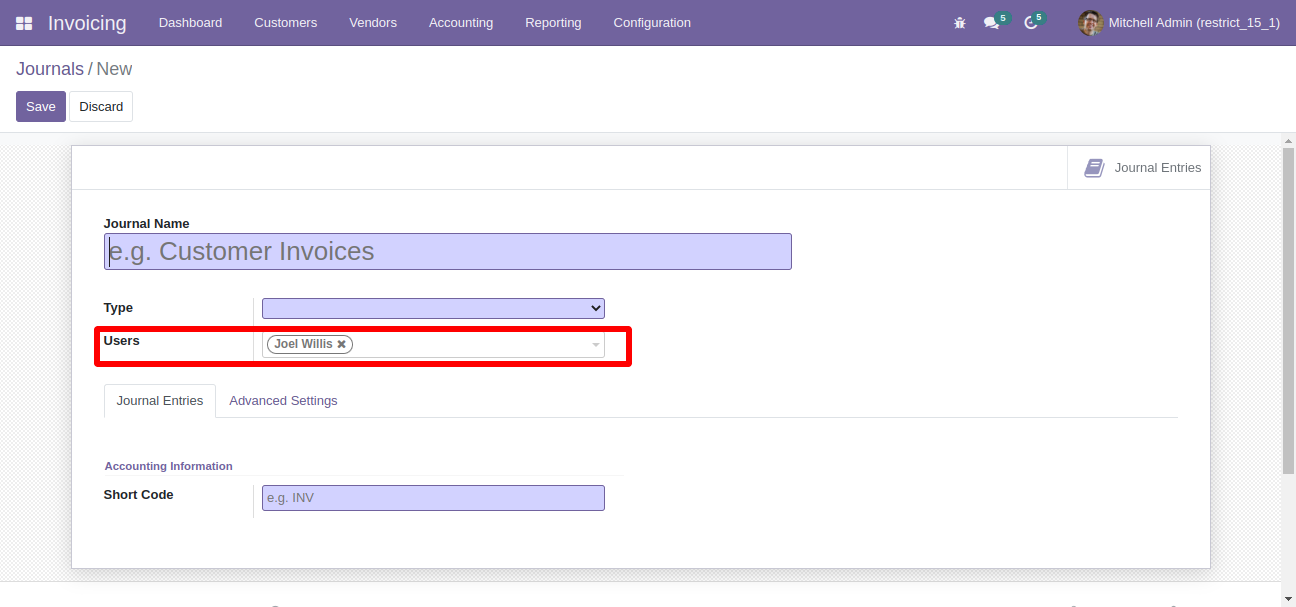 Invoicing Dashboard Customers Vendors Accounting Reporting Configuration 5 5 Mitchell Admin (restrict_15_1)
Journals / New
Save Discard
Journal Entries
Journal Name
e.g. Customer Invoices
Type
Users Joel Willis ✖
Journal Entries Advanced Settings
Accounting Information
Short Code e.g. INV